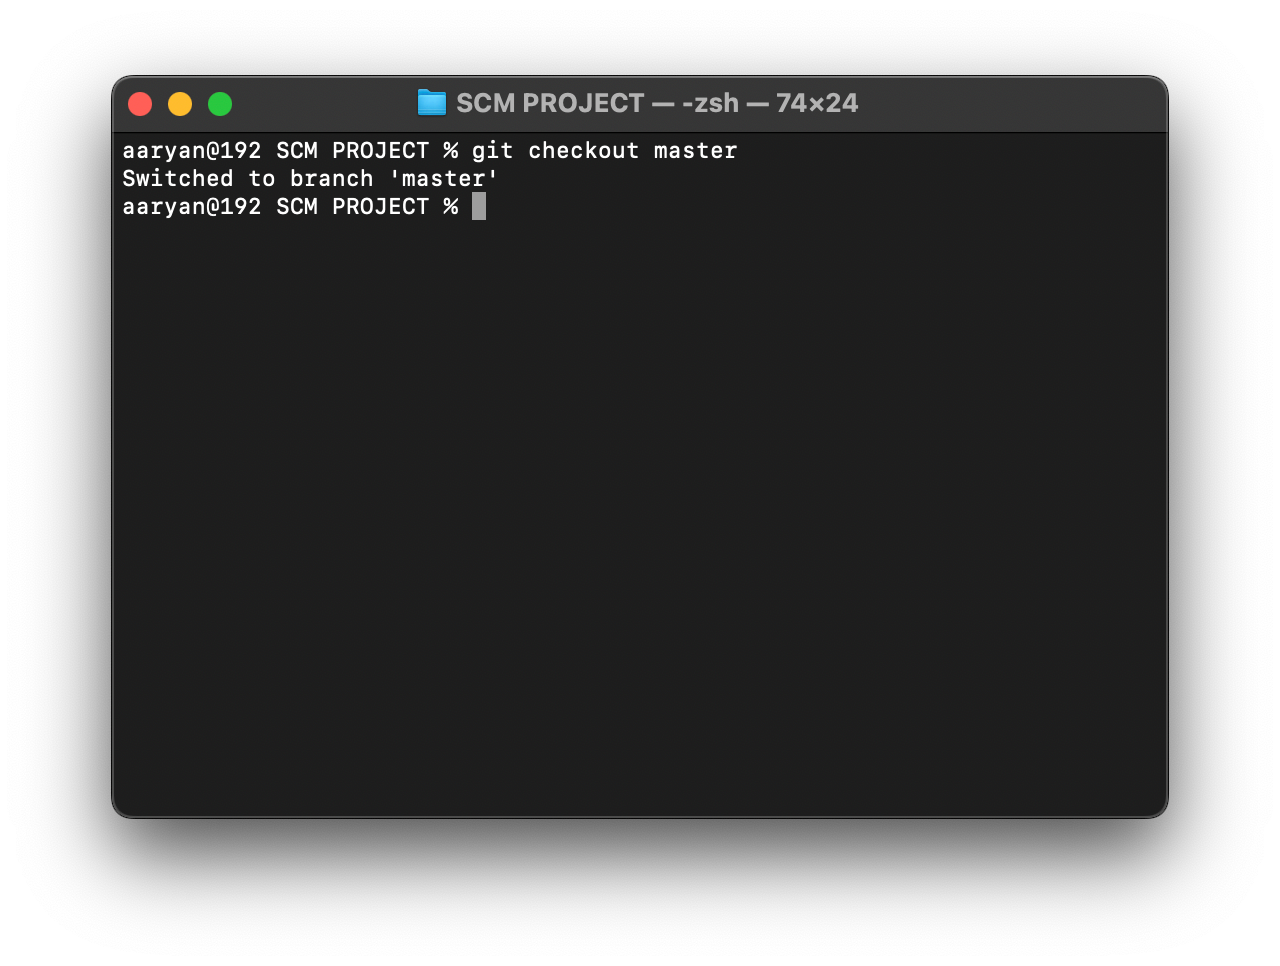 SCM PROJECT — -zsh — 74×24
aaryan@192 SCM PROJECT % git checkout master
Switched to branch 'master'
aaryan@192 SCM PROJECT %